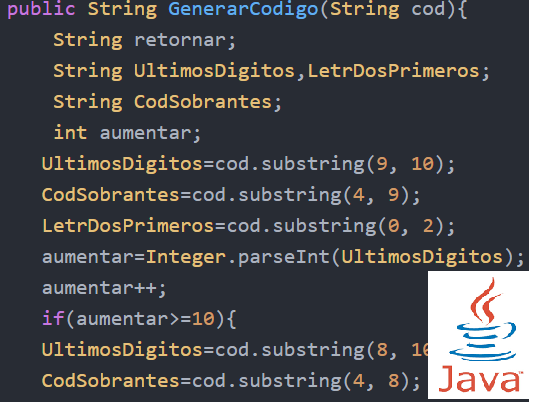 public String GenerarCodigo(String cod){
String retornar;
String UltimosDigitos,LetrDosPrimeros;
String CodSobrantes;
int aumentar;
UltimosDigitos=cod.substring(9, 10);
CodSobrantes=cod.substring(4, 9);
LetrDosPrimeros=cod.substring(0, 2);
aumentar=Integer.parseInt(UltimosDigitos);
aumentar++;
if(aumentar>=10){
UltimosDigitos=cod.substring(8,
CodSobrantes=cod.substring(4, 8);
Java